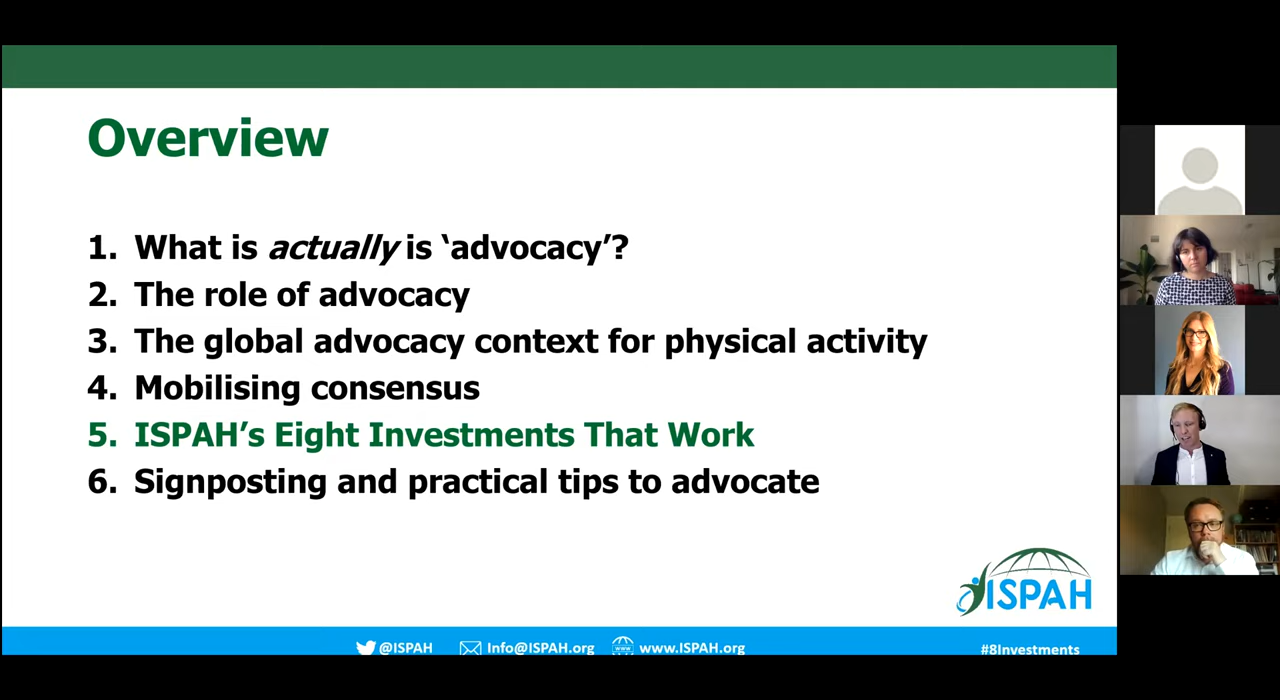 Overview
1. What is actually is ‘advocacy’?
2. The role of advocacy
3. The global advocacy context for physical activity
4. Mobilising consensus
5. ISPAH’s Eight Investments That Work
6. Signposting and practical tips to advocate
ISPAH
@ISPAH Info@ISPAH.org www www.ISPAH.org #8Investments